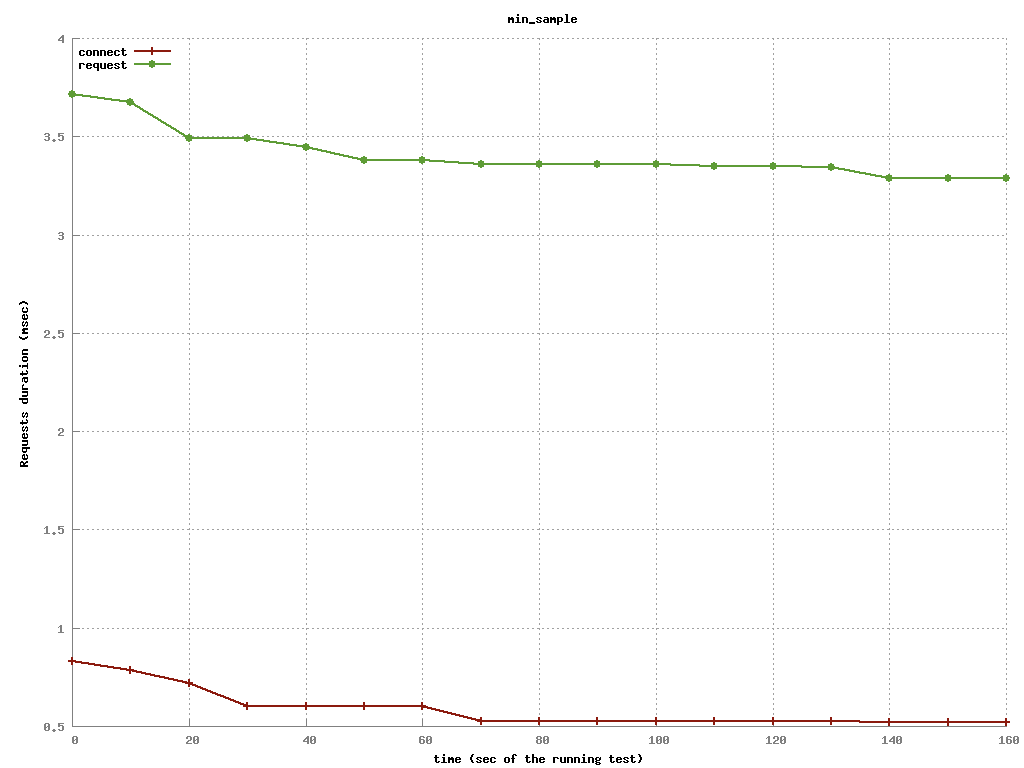 min_sample
4
connect
request
3.5
3
2.5
2
1.5
1
0.5
Requests duration (msec)
0 20 40 60 80 100 120 140 160
time (sec of the running test)